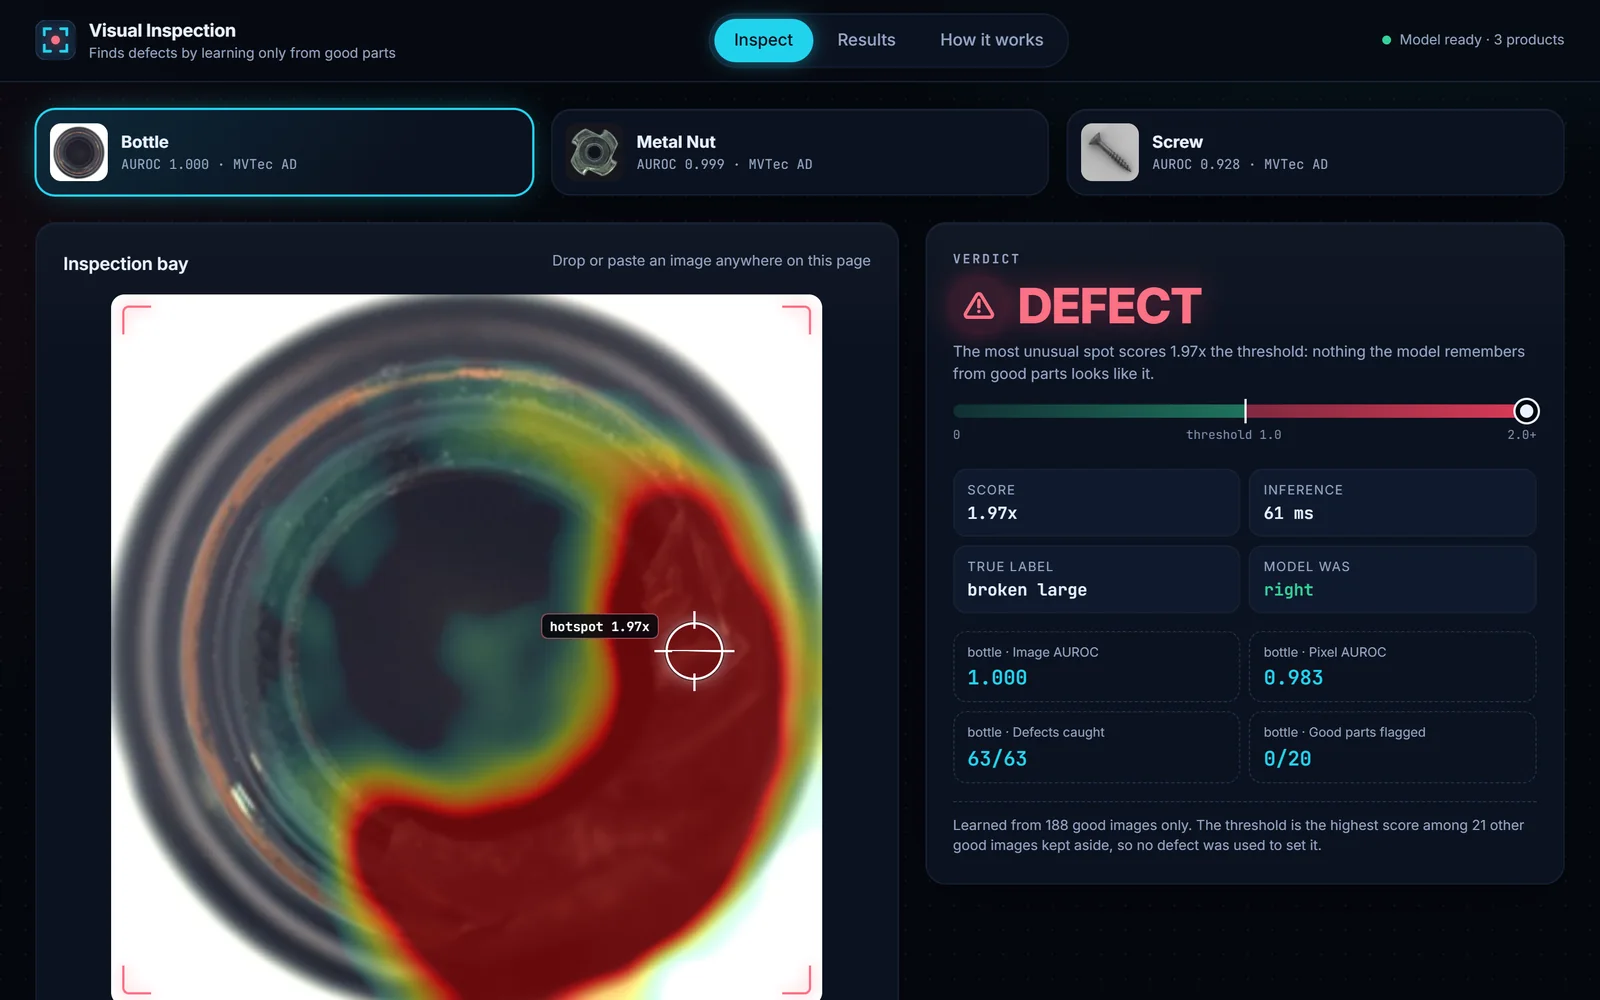 Visual Inspection
Finds defects by learning only from good parts
Inspect
Results
How it works
Model ready · 3 products
Bottle
AUROC 1.000 · MVTec AD
Metal Nut
AUROC 0.999 · MVTec AD
Screw
AUROC 0.928 · MVTec AD
Inspection bay
Drop or paste an image anywhere on this page
hotspot 1.97x
VERDICT
DEFECT
The most unusual spot scores 1.97x the threshold: nothing the model remembers
from good parts looks like it.
0
threshold 1.0
2.0+
SCORE
1.97x
INFERENCE
61 ms
TRUE LABEL
broken large
MODEL WAS
right
bottle · Image AUROC
1.000
bottle · Pixel AUROC
0.983
bottle · Defects caught
63/63
bottle · Good parts flagged
0/20
Learned from 188 good images only. The threshold is the highest score among 21 other
good images kept aside, so no defect was used to set it.